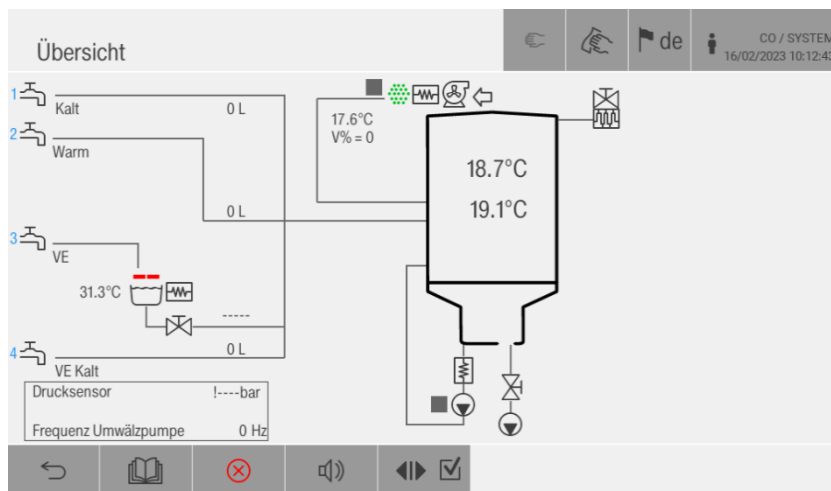 Übersicht
de
CO / SYSTEM
16/02/2023 10:12:43
1
Kalt
0 L
17.6°C
V% = 0
2
Warm
18.7°C
19.1°C
0 L
3
VE
31.3°C
-----
4
0 L
VE Kalt
Drucksensor !----bar
Frequenz Umwälzpumpe 0 Hz